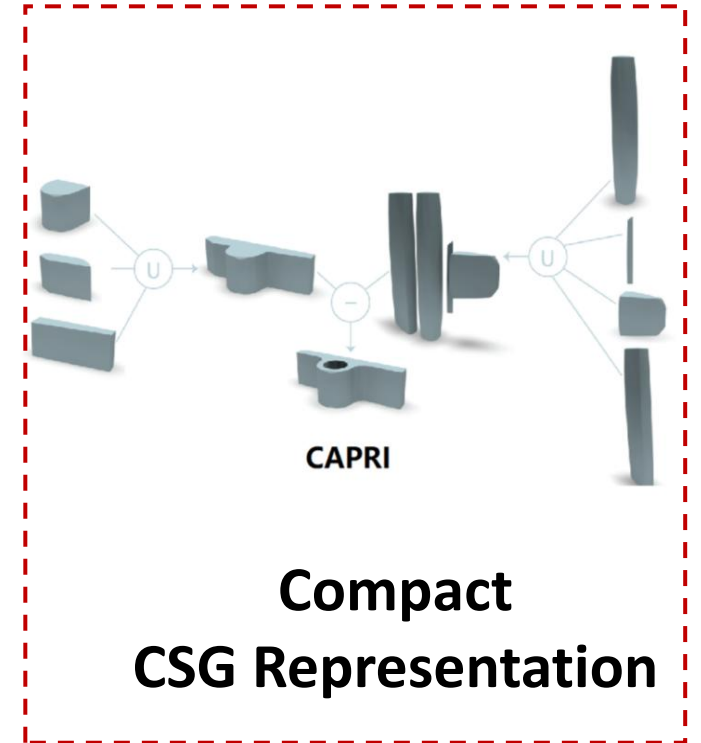 U
U
−
CAPRI
Compact
CSG Representation